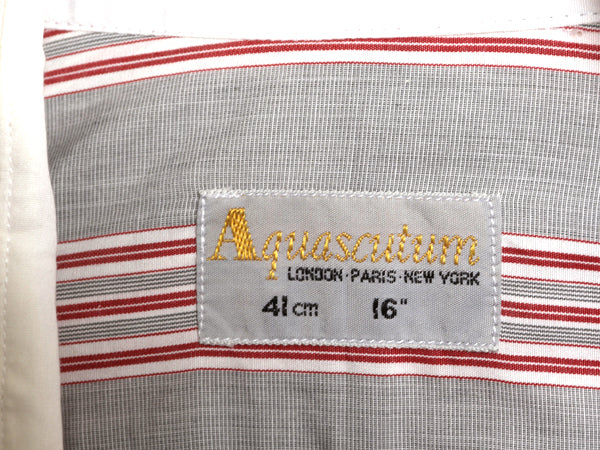 Aquascutum
LONDON·PARIS·NEW YORK
41cm 16"